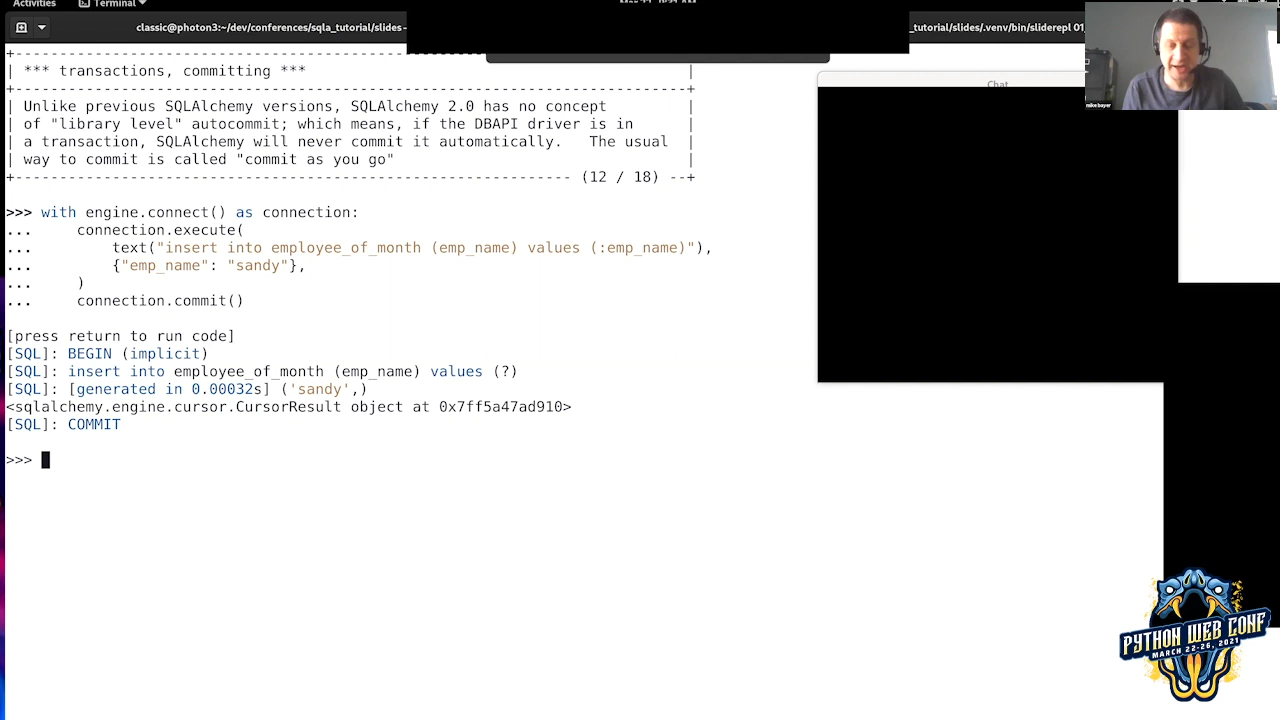 Activities
Terminal
classic@photon3:~/dev/conferences/sqla_tutorial/slides
_tutorial/slides/.venv/bin/sliderepl 01
Chat
mike bayer
+---------------------------------------------------------------------------+
| *** transactions, committing *** |
+---------------------------------------------------------------------------+
| Unlike previous SQLAlchemy versions, SQLAlchemy 2.0 has no concept |
| of "library level" autocommit; which means, if the DBAPI driver is in |
| a transaction, SQLAlchemy will never commit it automatically. The usual |
| way to commit is called "commit as you go" |
+---------------------------------------------------------------- (12 / 18) --+
>>> with engine.connect() as connection:
... connection.execute(
... text("insert into employee_of_month (emp_name) values (:emp_name)"),
... {"emp_name": "sandy"},
... )
... connection.commit()
[press return to run code]
[SQL]: BEGIN (implicit)
[SQL]: insert into employee_of_month (emp_name) values (?)
[SQL]: [generated in 0.00032s] ('sandy',)
<sqlalchemy.engine.cursor.CursorResult object at 0x7ff5a47ad910>
[SQL]: COMMIT
>>>
PYTHON WEB CONF
MARCH 22-26, 2021